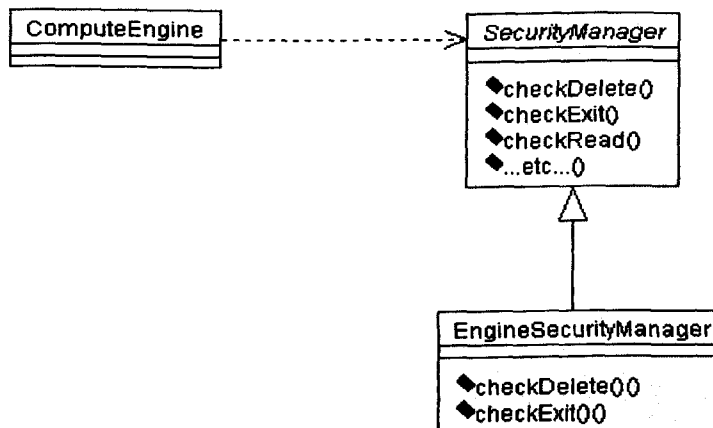 ComputeEngine
SecurityManager
◆checkDelete()
◆checkExit()
◆checkRead()
◆...etc...()
EngineSecurityManager
◆checkDelete()()
◆checkExit()()